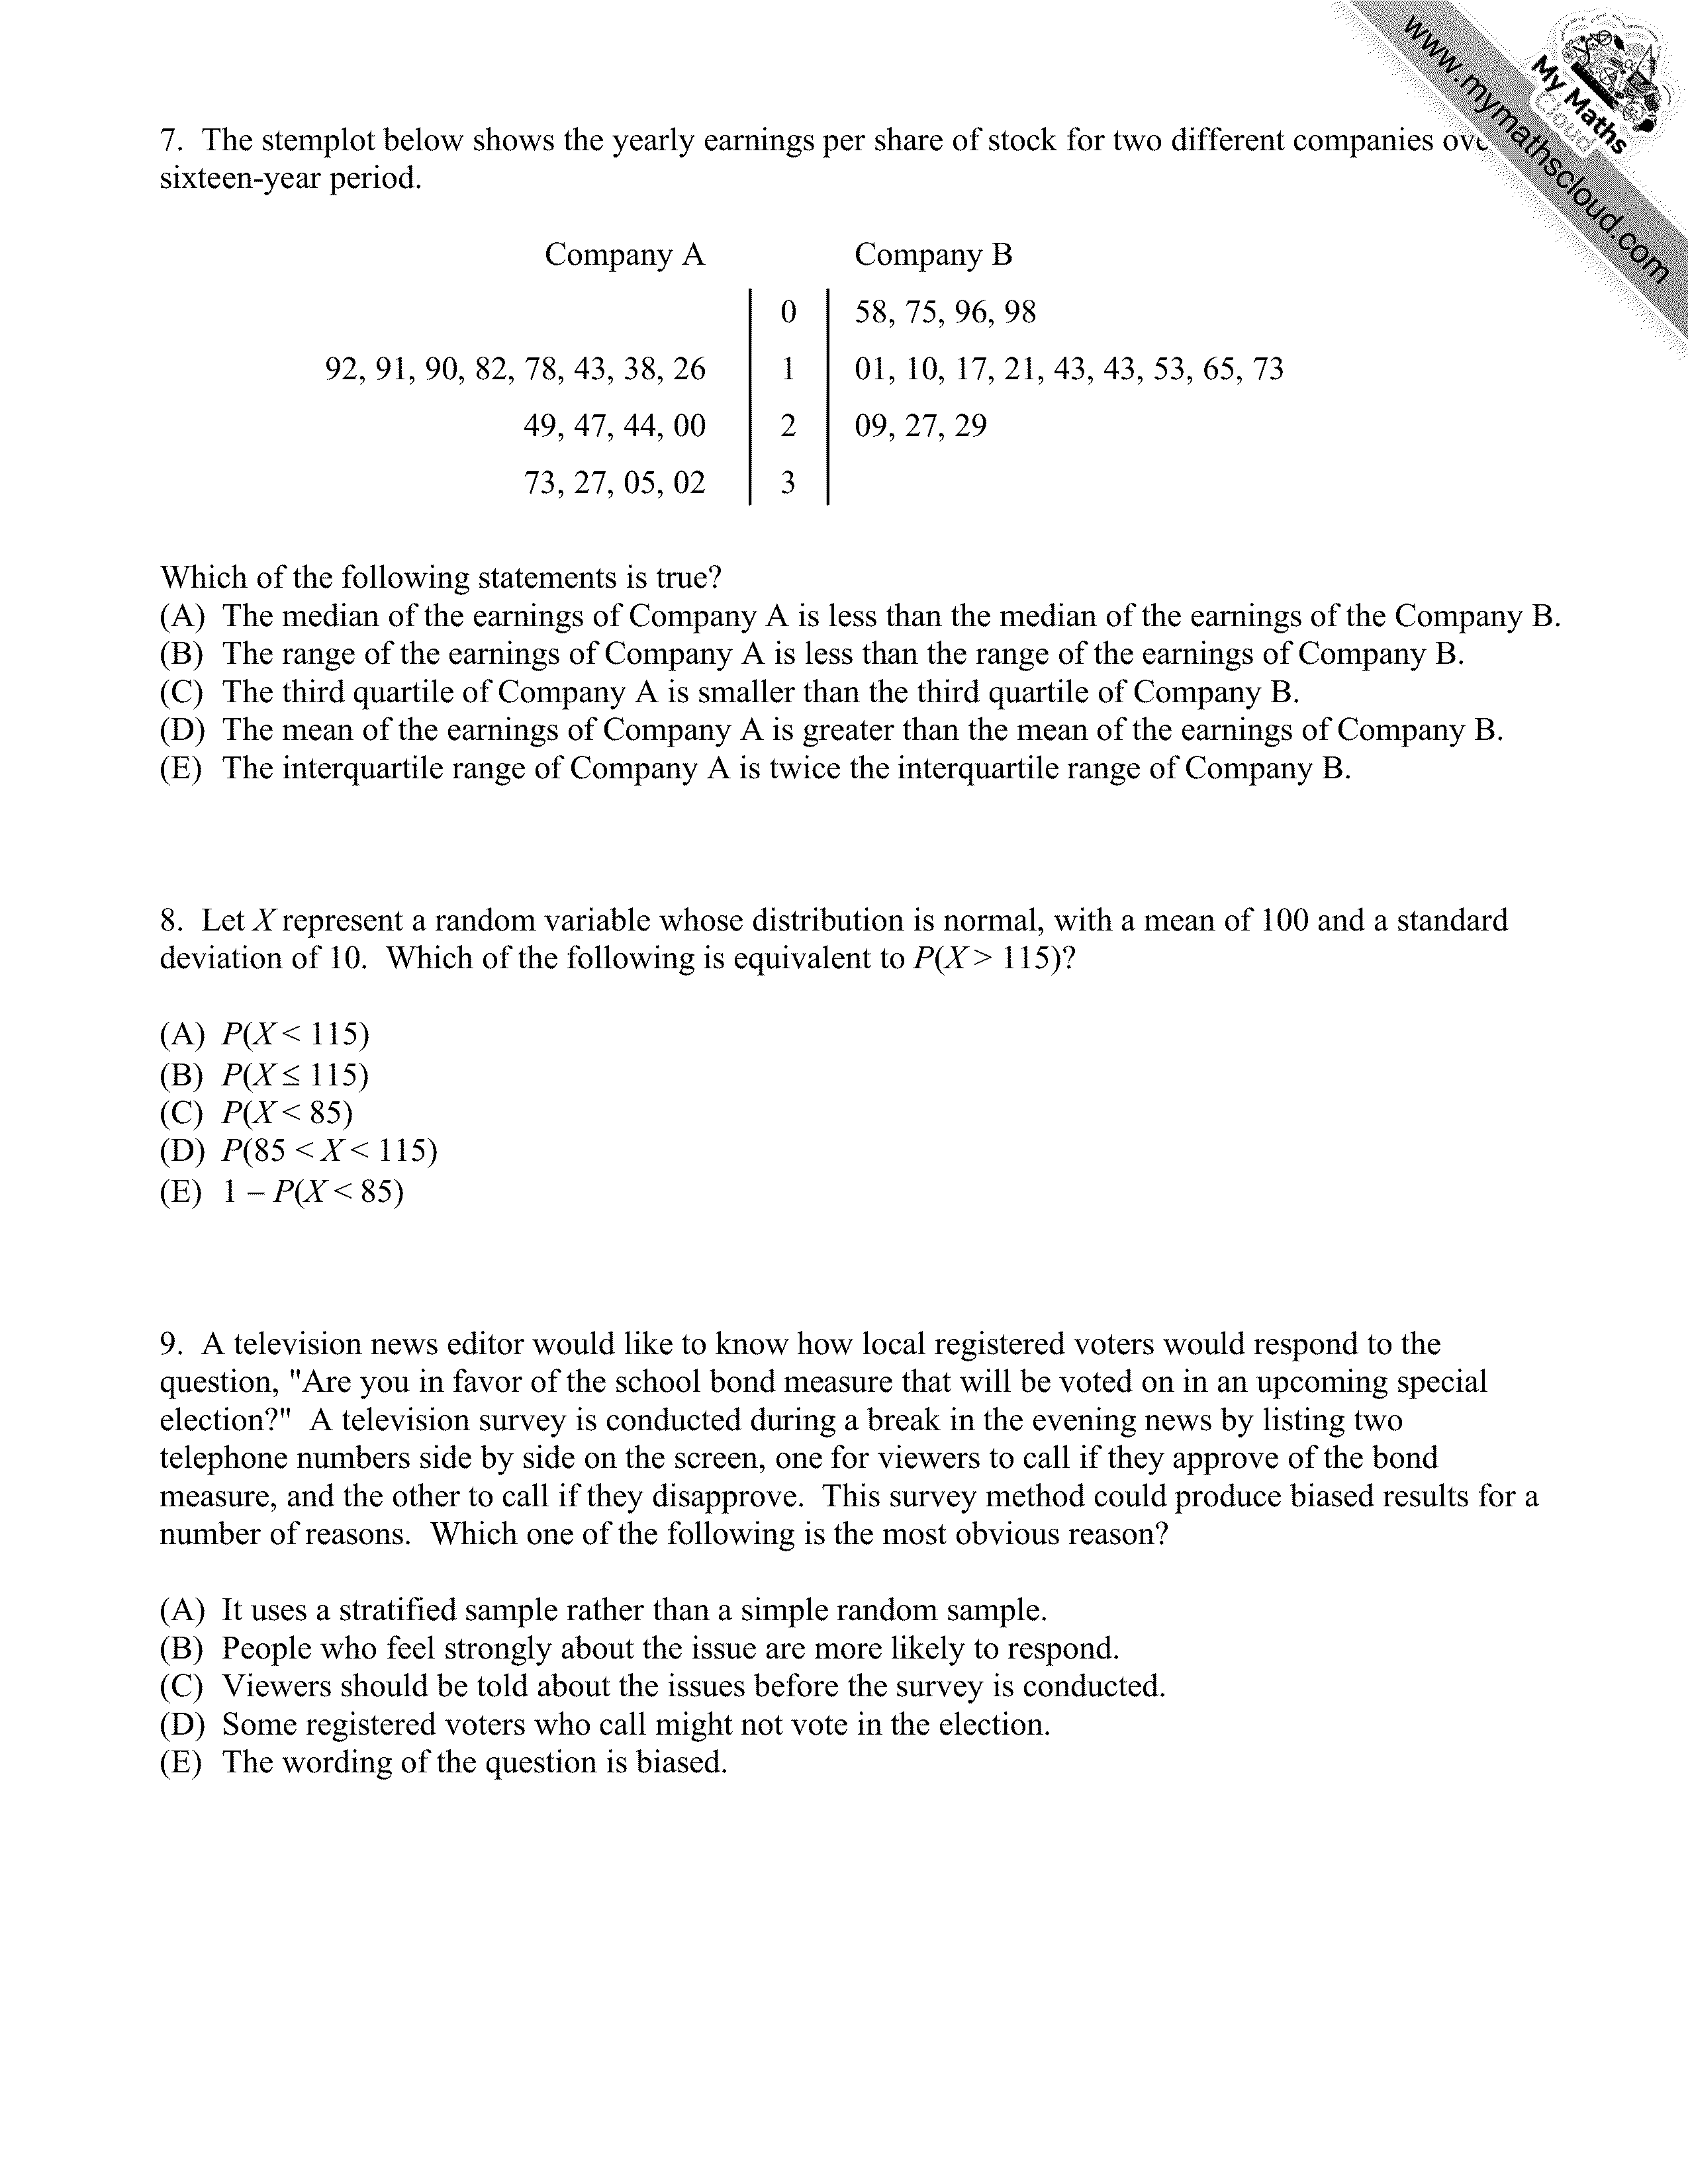 www.mymathscloud.com
My Maths
Cloud
7. The stemplot below shows the yearly earnings per share of stock for two different companies
sixteen-year period.
Company A Company B
0 58, 75, 96, 98
92, 91, 90, 82, 78, 43, 38, 26 1 01, 10, 17, 21, 43, 43, 53, 65, 73
49, 47, 44, 00 2 09, 27, 29
73, 27, 05, 02 3
Which of the following statements is true?
(A) The median of the earnings of Company A is less than the median of the earnings of the Company B.
(B) The range of the earnings of Company A is less than the range of the earnings of Company B.
(C) The third quartile of Company A is smaller than the third quartile of Company B.
(D) The mean of the earnings of Company A is greater than the mean of the earnings of Company B.
(E) The interquartile range of Company A is twice the interquartile range of Company B.
8. Let X represent a random variable whose distribution is normal, with a mean of 100 and a standard
deviation of 10. Which of the following is equivalent to P(X > 115)?
(A) P(X < 115)
(B) P(X ≤ 115)
(C) P(X < 85)
(D) P(85 < X < 115)
(E) 1 – P(X < 85)
9. A television news editor would like to know how local registered voters would respond to the
question, "Are you in favor of the school bond measure that will be voted on in an upcoming special
election?" A television survey is conducted during a break in the evening news by listing two
telephone numbers side by side on the screen, one for viewers to call if they approve of the bond
measure, and the other to call if they disapprove. This survey method could produce biased results for a
number of reasons. Which one of the following is the most obvious reason?
(A) It uses a stratified sample rather than a simple random sample.
(B) People who feel strongly about the issue are more likely to respond.
(C) Viewers should be told about the issues before the survey is conducted.
(D) Some registered voters who call might not vote in the election.
(E) The wording of the question is biased.